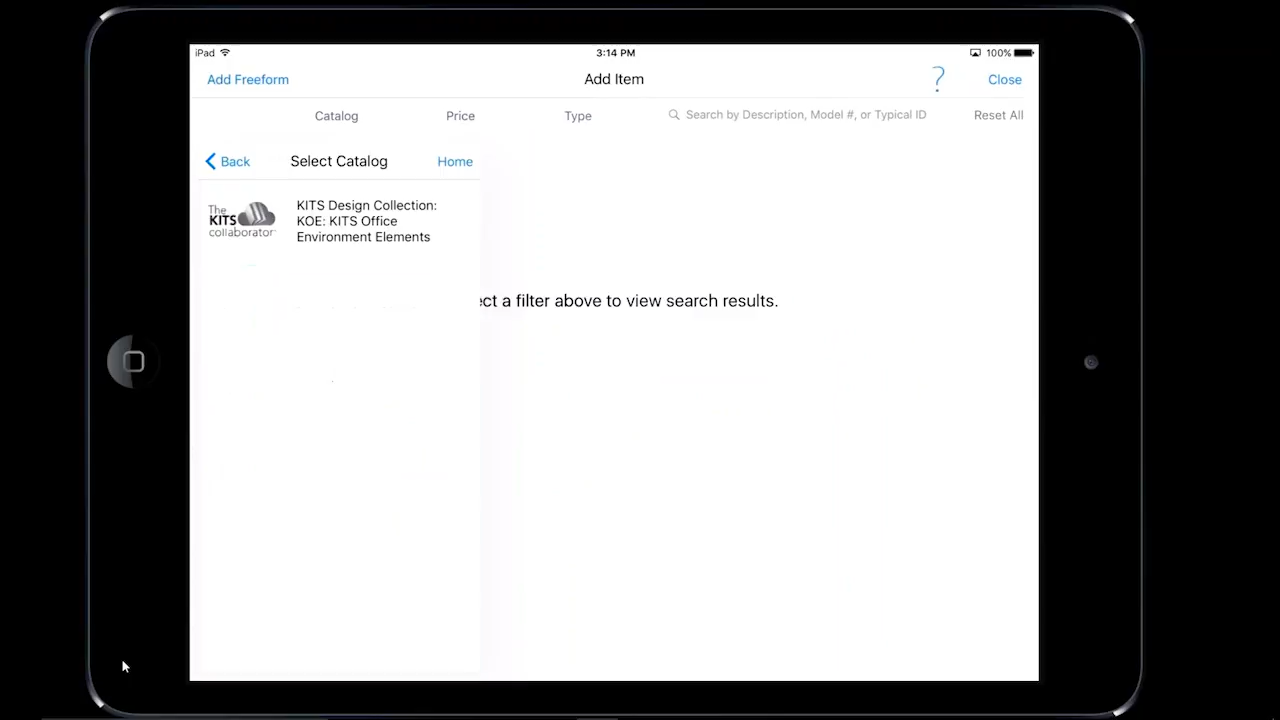 iPad 3:14 PM 100%
Add Freeform Add Item ? Close
Catalog Price Type Search by Description, Model #, or Typical ID Reset All
Back Select Catalog Home
The
KITS
collaborator
KITS Design Collection:
KOE: KITS Office
Environment Elements
ct a filter above to view search results.